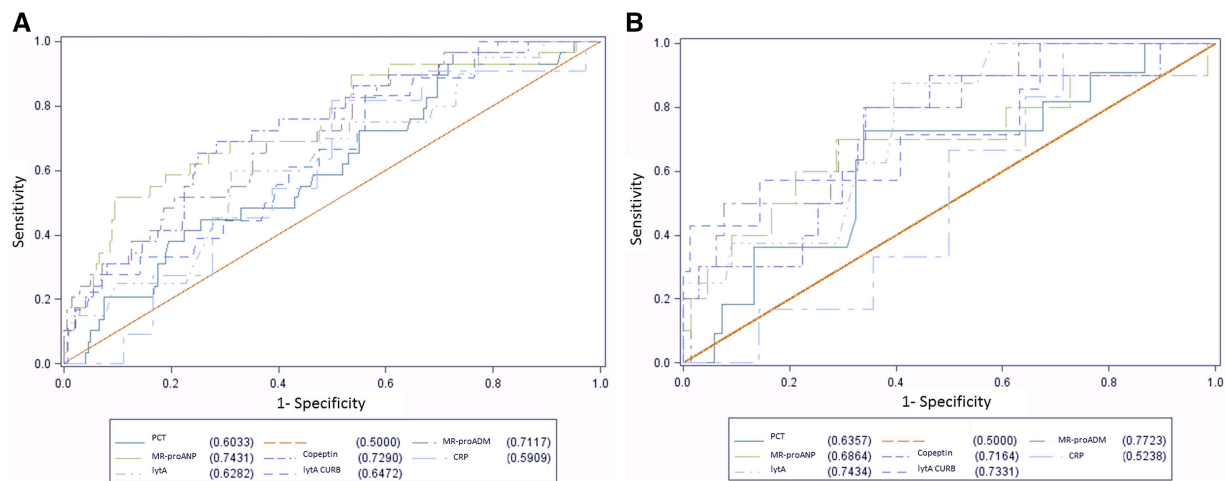 A
Sensitivity
1.0
0.8
0.6
0.4
0.2
0.0
0.0 0.2 0.4 0.6 0.8 1.0
1- Specificity
PCT (0.6033) (0.5000) MR-proADM (0.7117)
MR-proANP (0.7431) Copeptin (0.7290) CRP (0.5909)
lytA (0.6282) lytA CURB (0.6472)
B
Sensitivity
1.0
0.8
0.6
0.4
0.2
0.0
0.0 0.2 0.4 0.6 0.8 1.0
1- Specificity
PCT (0.6357) (0.5000) MR-proADM (0.7723)
MR-proANP (0.6864) Copeptin (0.7164) CRP (0.5238)
lytA (0.7434) lytA CURB (0.7331)